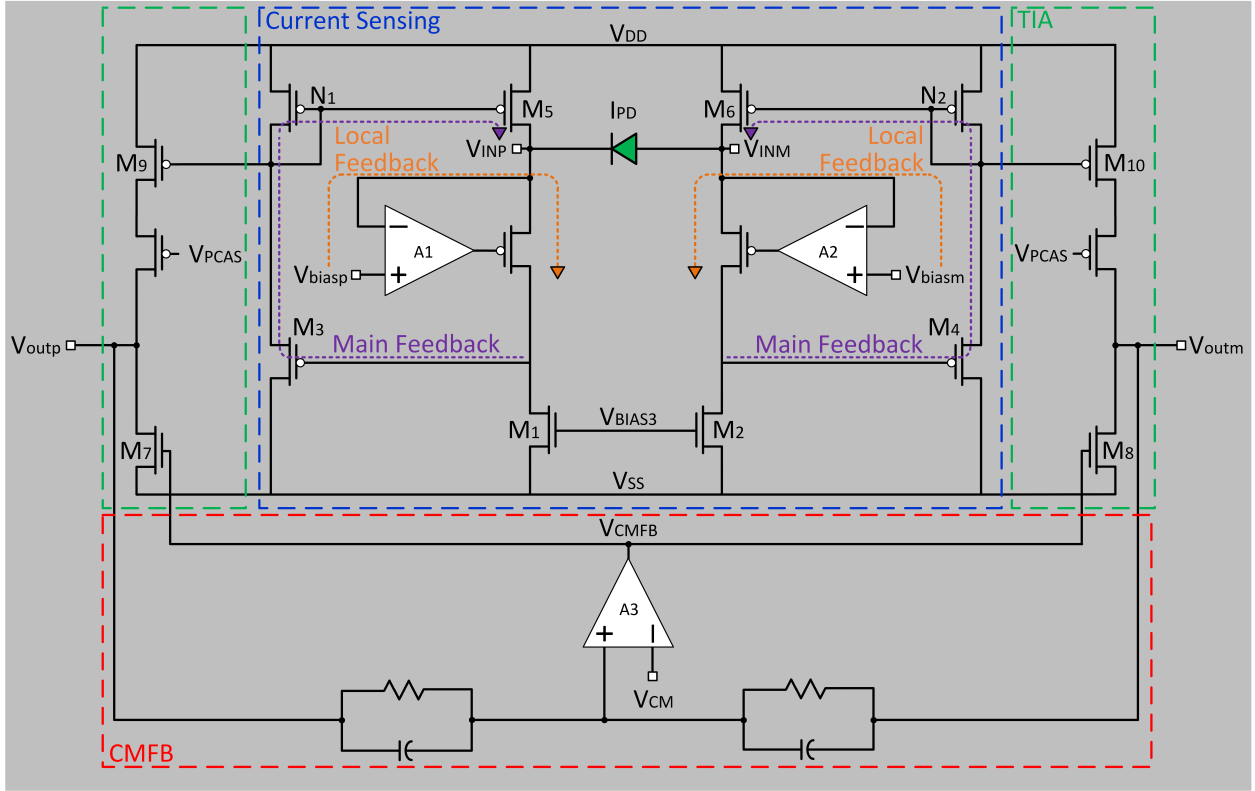 Current Sensing
TIA
VDD
N1
M5
M6
N2
IPD
Local
Feedback
Local
Feedback
M9
VINP
VINM
M10
VPCAS
A1
A2
VPCAS
Vbiasp
Vbiasm
− + − +
M3
M4
Voutp
Main Feedback
Main Feedback
Voutm
M1
VBIAS3
M2
M7
M8
VSS
VCMFB
A3
+ −
VCM
CMFB